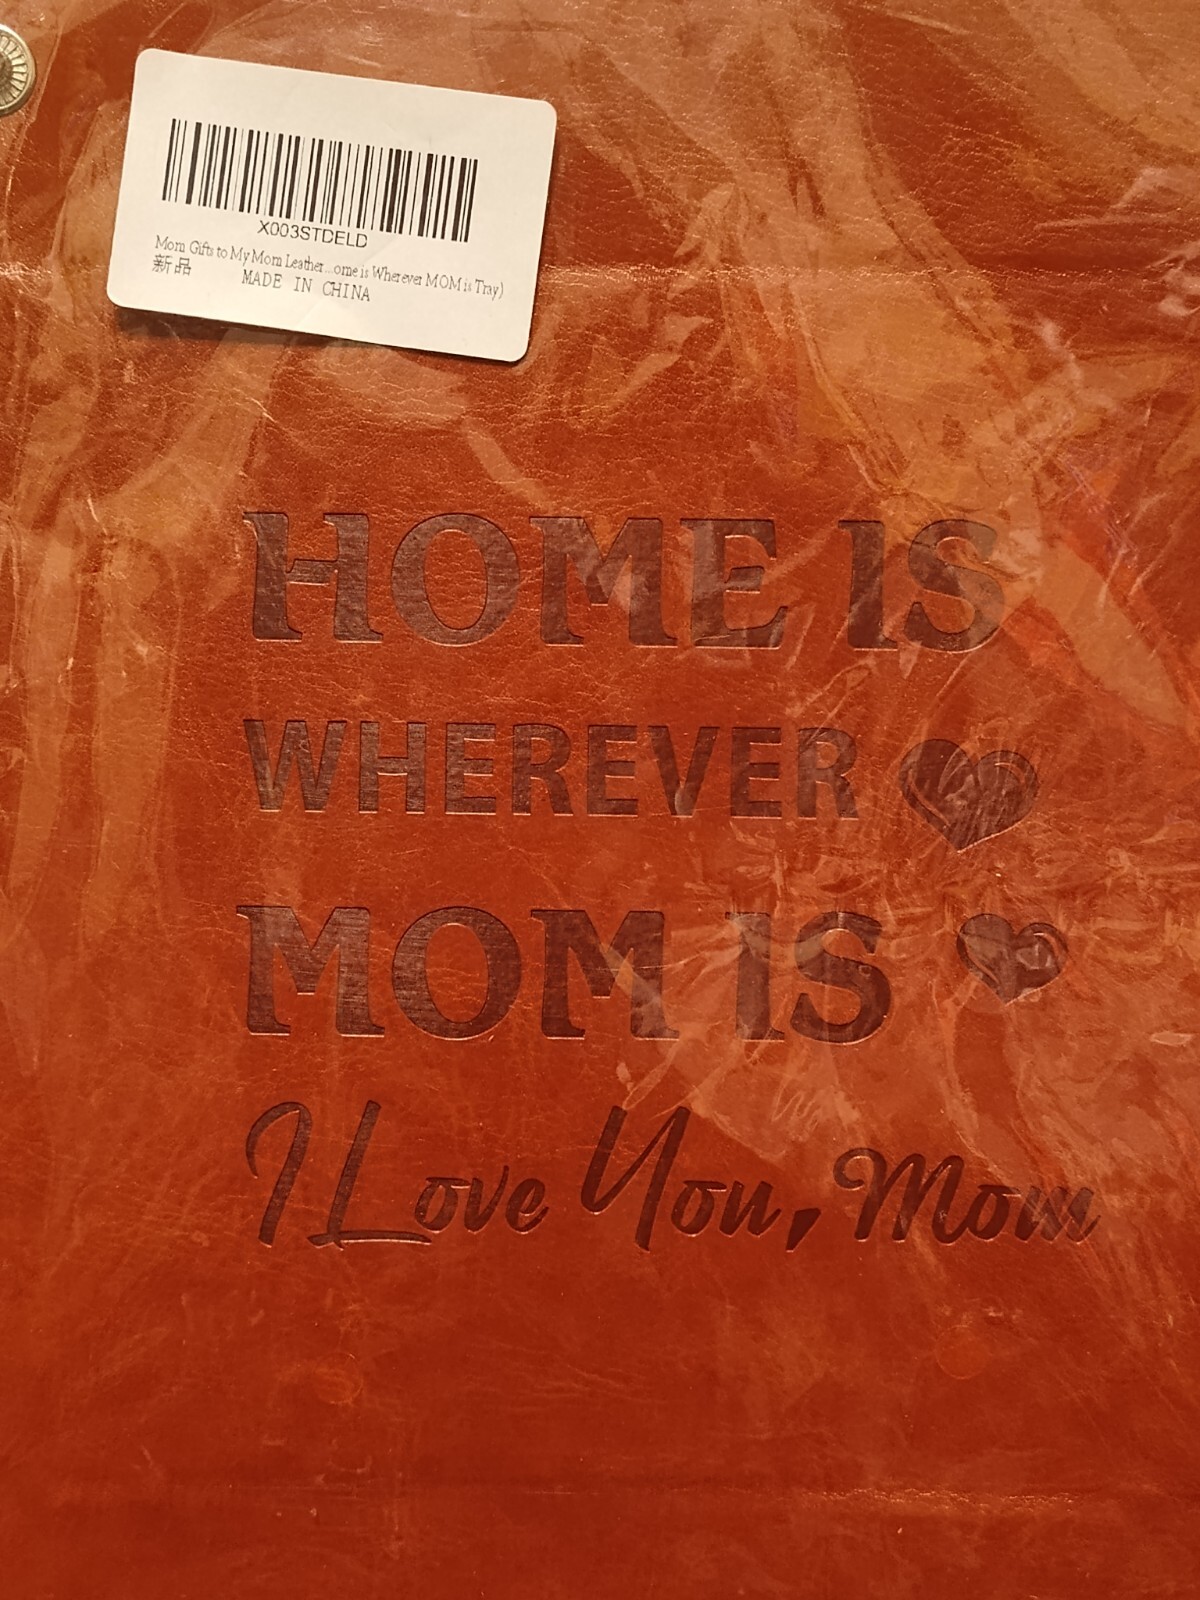 X003STDELD
Mom Gifts to My Mom Leather...ome is Wherever MOM is Tray)
新品 MADE IN CHINA
HOME IS
WHEREVER
MOM IS
I Love You, Mom